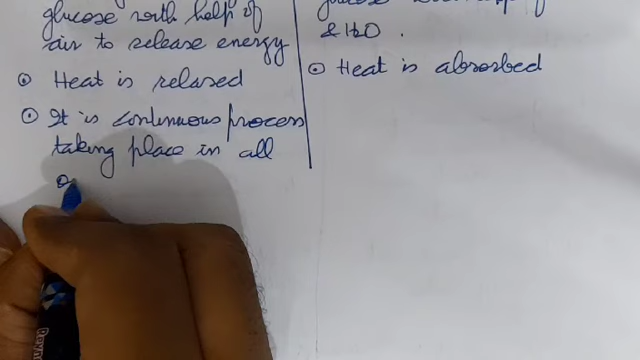 glucose with help of
air to release energy
⊙ Heat is relased
⊙ It is continuous process
taking place in all
& H2O .
⊙ Heat is absorbed